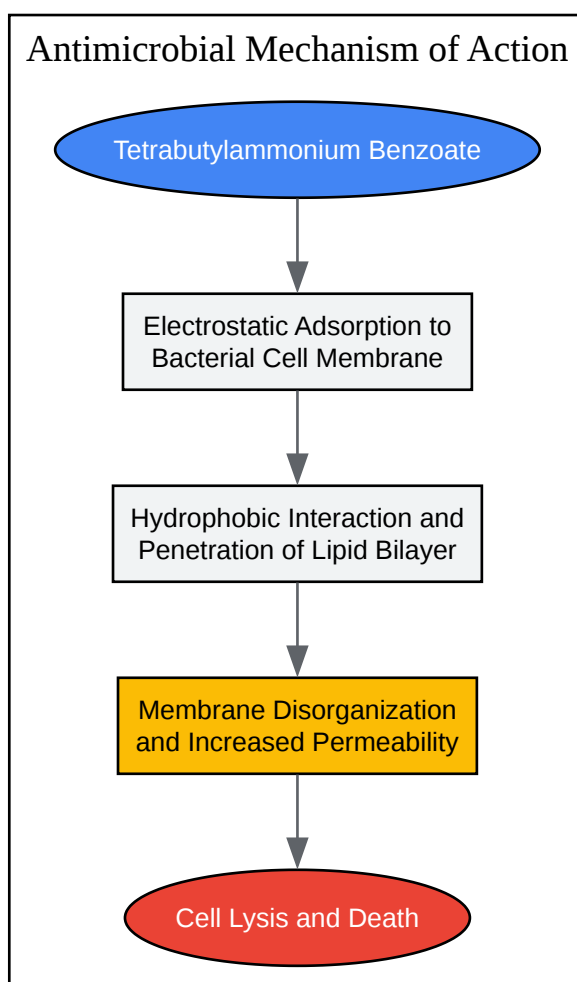 Antimicrobial Mechanism of Action
Tetrabutylammonium Benzoate
Electrostatic Adsorption to
Bacterial Cell Membrane
Hydrophobic Interaction and
Penetration of Lipid Bilayer
Membrane Disorganization
and Increased Permeability
Cell Lysis and Death